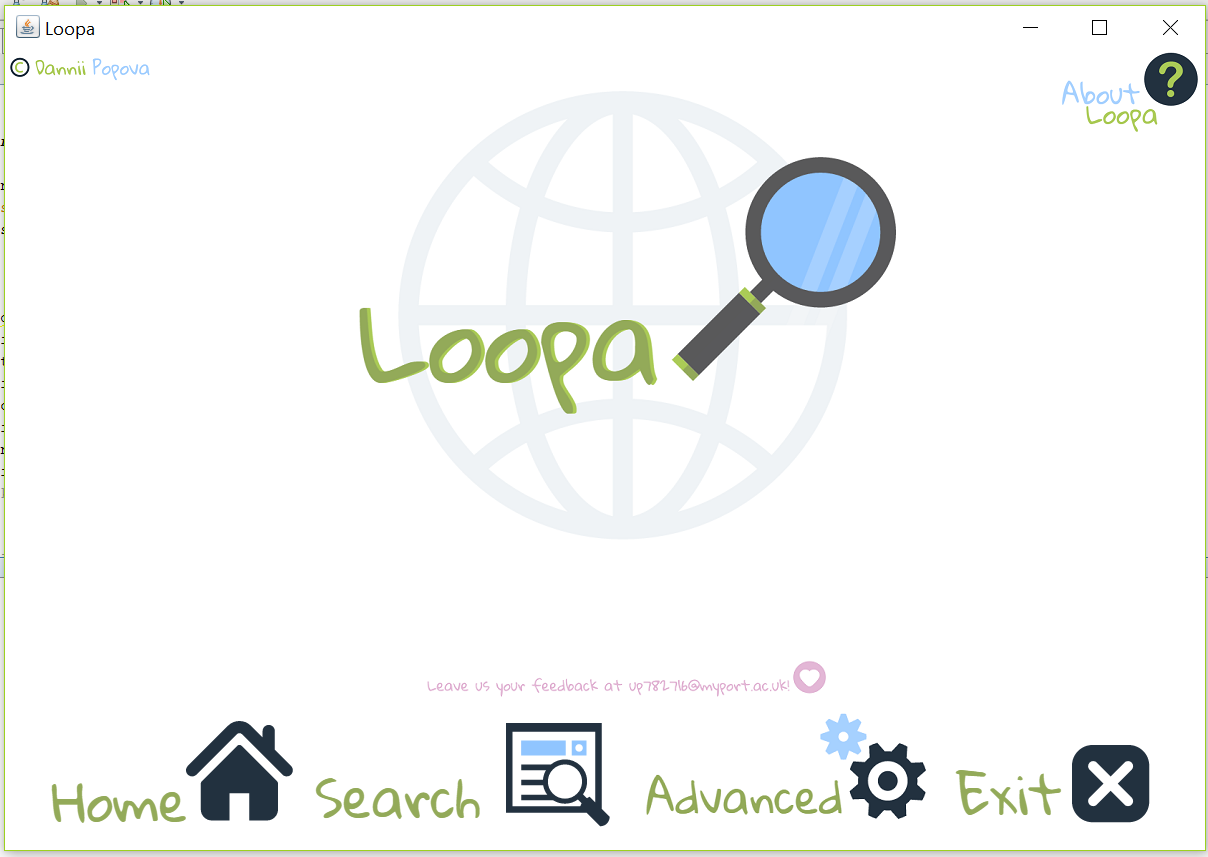 Loopa
© Dannii Popova
About
Loopa
?
Loopa
Leave us your feedback at up782716@myport.ac.uk!
Home
Search
Advanced
Exit